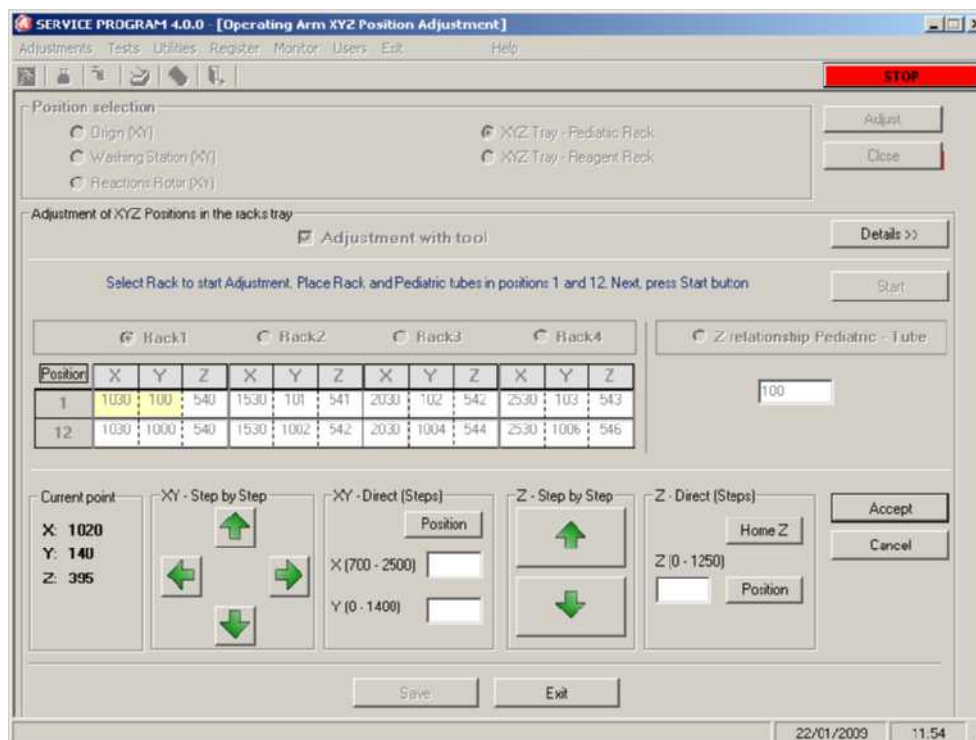 SERVICE PROGRAM 4.0.0 - [Operating Arm XYZ Position Adjustment]
Adjustments Tests Utilities Register Monitor Users Exit Help
STOP
Position selection
Origin (XY)
XYZ Tray - Pediatric Rack
Adjust
Washing Station (XY)
XYZ Tray - Reagent Rack
Close
Reactions Rotor (XY)
Adjustment of XYZ Positions in the racks tray
Adjustment with tool
Details >>
Select Rack to start Adjustment. Place Rack and Pediatric tubes in positions 1 and 12. Next, press Start button
Start
Rack1 Rack2 Rack3 Rack4
Z relationship Pediatric - Tube
Position X Y Z X Y Z X Y Z X Y Z
1 1030 100 540 1530 101 541 2030 102 542 2530 103 543
100
12 1030 1000 540 1530 1002 542 2030 1004 544 2530 1006 546
Current point
X: 1020
Y: 140
Z: 395
XY - Step by Step
XY - Direct (Steps)
Position
X (700 - 2500)
Y (0 - 1400)
Z - Step by Step
Z - Direct (Steps)
Home Z
Z (0 - 1250)
Position
Accept
Cancel
Save
Exit
22/01/2009 11:54